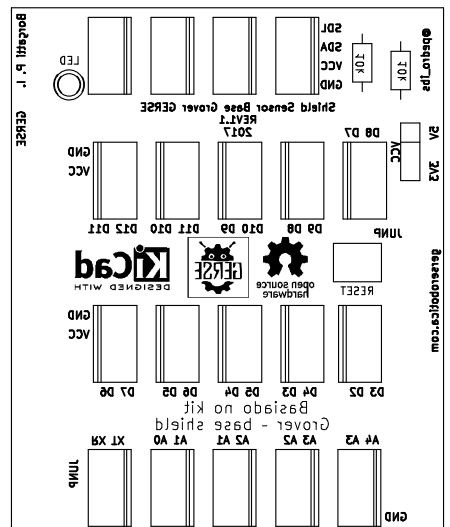 Borgatti P. I.
GERSE
@pedro_ibs
LED
SDL
SDA
VCC
GND
10k
10k
Shield Sensor Base Grover GERSE
REV1.1
2017
5V
VCC
3V3
D7 D8
GND
VCC
JUNP
D8 D9
D9 D10
D10 D11
D11 D12
KiCad
DESIGNED WITH
GERSE
open source
hardware
RESET
gerserobotica.com
GND
VCC
D2 D3
D3 D4
D4 D5
D5 D6
D6 D7
Basiado no kit
Grover - base shield
A3 A4
A2 A3
A1 A2
A0 A1
RX TX
JUNP
GND